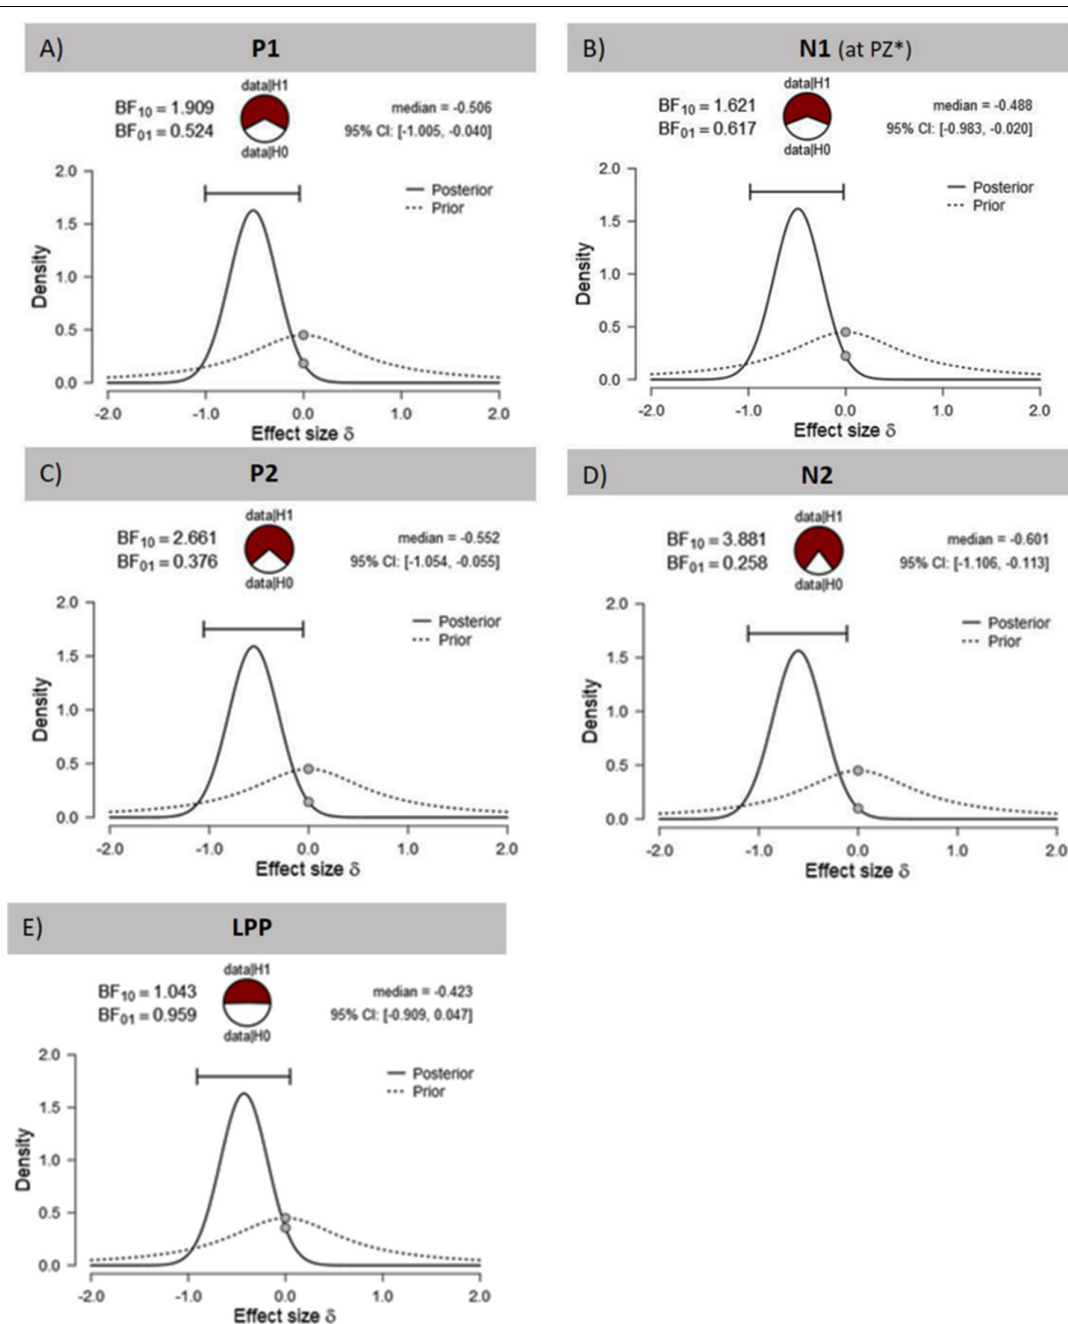 A) P1
data|H1
BF10 = 1.909
BF01 = 0.524
median = -0.506
95% CI: [-1.005, -0.040]
data|H0
Posterior
Prior
Density
2.0
1.5
1.0
0.5
0.0
-2.0 -1.0 0.0 1.0 2.0
Effect size δ
B) N1 (at PZ*)
data|H1
BF10 = 1.621
BF01 = 0.617
median = -0.488
95% CI: [-0.983, -0.020]
data|H0
Posterior
Prior
Density
2.0
1.5
1.0
0.5
0.0
-2.0 -1.0 0.0 1.0 2.0
Effect size δ
C) P2
data|H1
BF10 = 2.661
BF01 = 0.376
median = -0.552
95% CI: [-1.054, -0.055]
data|H0
Posterior
Prior
Density
2.0
1.5
1.0
0.5
0.0
-2.0 -1.0 0.0 1.0 2.0
Effect size δ
D) N2
data|H1
BF10 = 3.881
BF01 = 0.258
median = -0.601
95% CI: [-1.106, -0.113]
data|H0
Posterior
Prior
Density
2.0
1.5
1.0
0.5
0.0
-2.0 -1.0 0.0 1.0 2.0
Effect size δ
E) LPP
data|H1
BF10 = 1.043
BF01 = 0.959
median = -0.423
95% CI: [-0.909, 0.047]
data|H0
Posterior
Prior
Density
2.0
1.5
1.0
0.5
0.0
-2.0 -1.0 0.0 1.0 2.0
Effect size δ